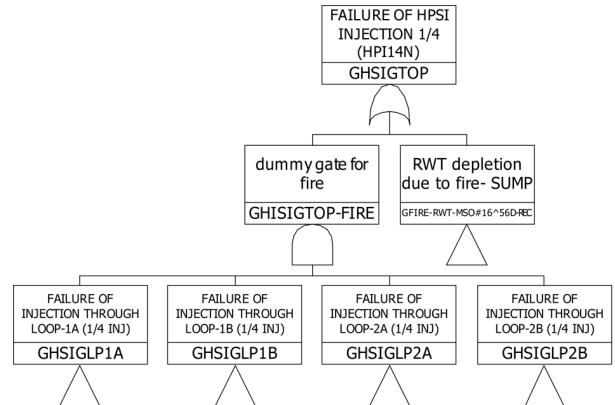 FAILURE OF HPSI
INJECTION 1/4
(HPI14N)
GHSIGTOP
dummy gate for
fire
GHISIGTOP-FIRE
RWT depletion
due to fire- SUMP
GFIRE-RWT-MSO#16^56D-REC
FAILURE OF
INJECTION THROUGH
LOOP-1A (1/4 INJ)
GHSIGLP1A
FAILURE OF
INJECTION THROUGH
LOOP-1B (1/4 INJ)
GHSIGLP1B
FAILURE OF
INJECTION THROUGH
LOOP-2A (1/4 INJ)
GHSIGLP2A
FAILURE OF
INJECTION THROUGH
LOOP-2B (1/4 INJ)
GHSIGLP2B